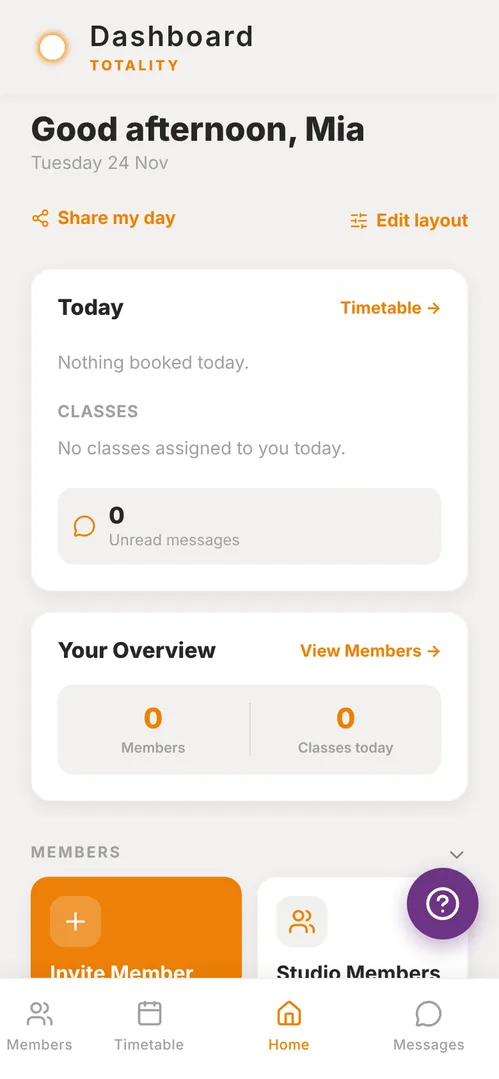 Dashboard
TOTALITY
Good afternoon, Mia
Tuesday 24 Nov
Share my day
Edit layout
Today
Timetable →
Nothing booked today.
CLASSES
No classes assigned to you today.
0
Unread messages
Your Overview
View Members →
0
Members
0
Classes today
MEMBERS
Invite Member
Studio Members
Members
Timetable
Home
Messages